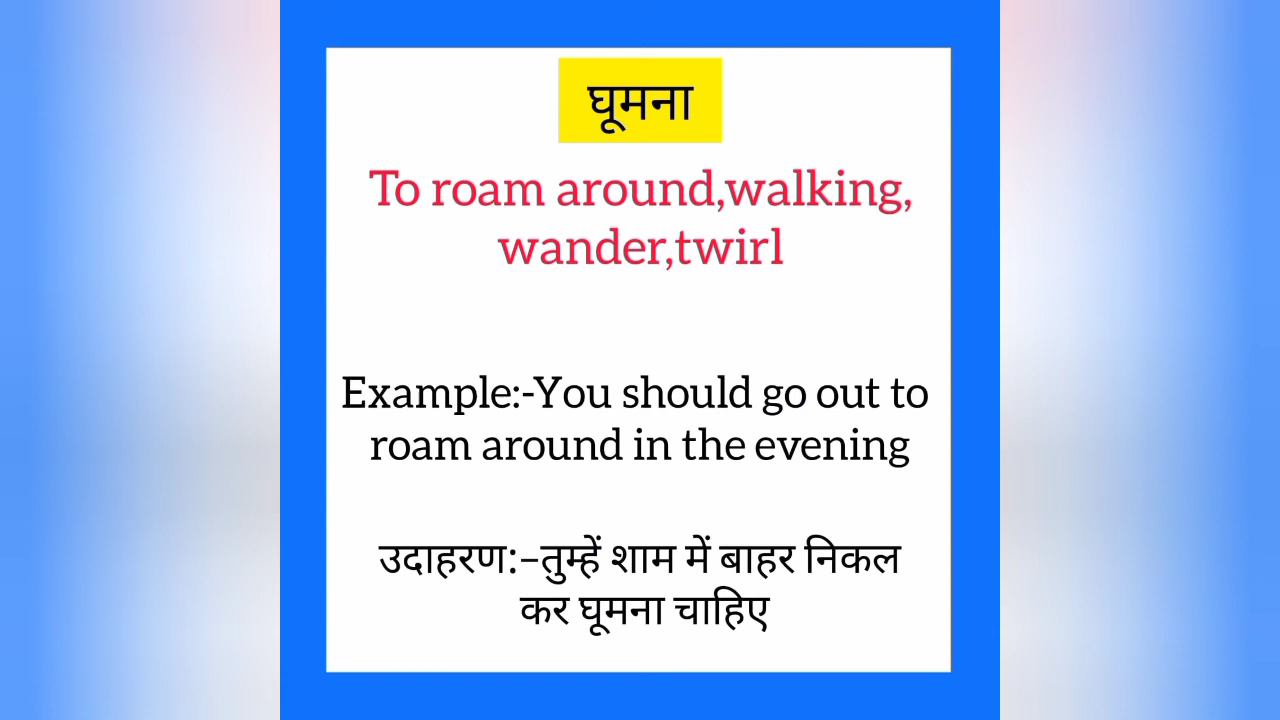 घूमना
To roam around,walking,
wander,twirl
Example:-You should go out to
roam around in the evening
उदाहरण:–तुम्हें शाम में बाहर निकल
कर घूमना चाहिए